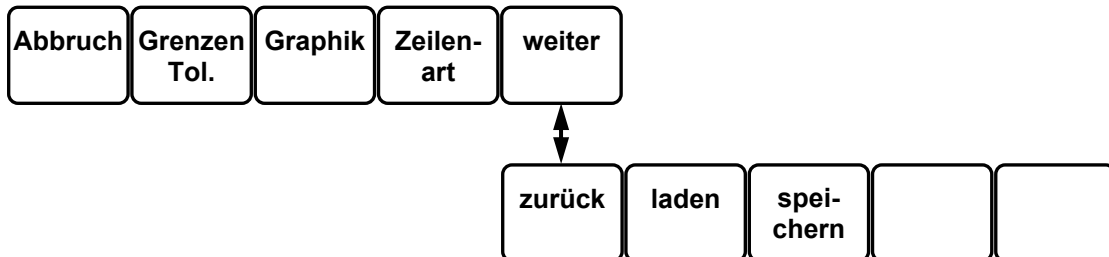 Abbruch Grenzen Graphik Zeilen- weiter
Tol. art
zurück laden spei-
chern